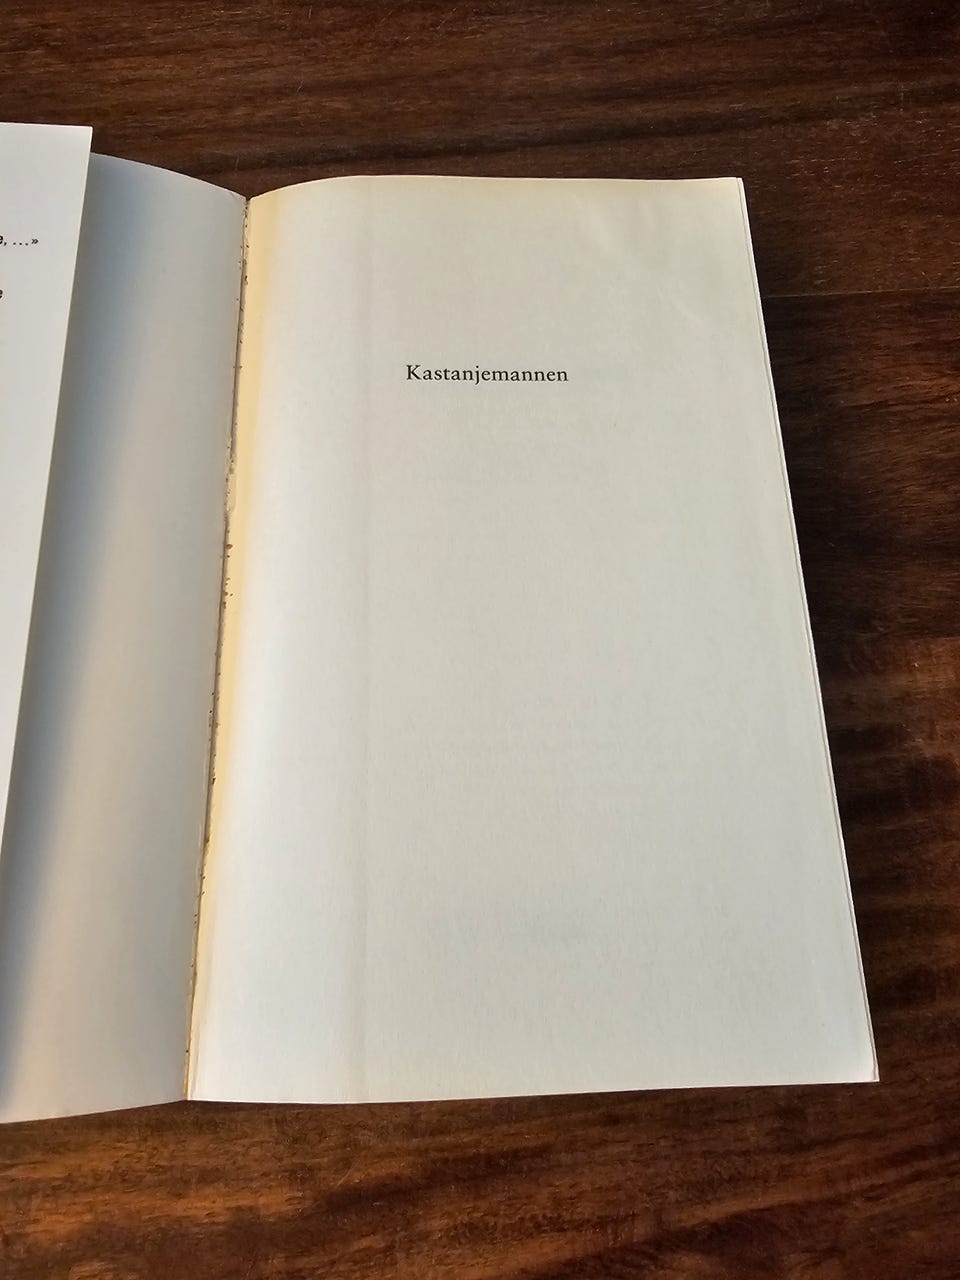 e, ...»
e
Kastanjemannen